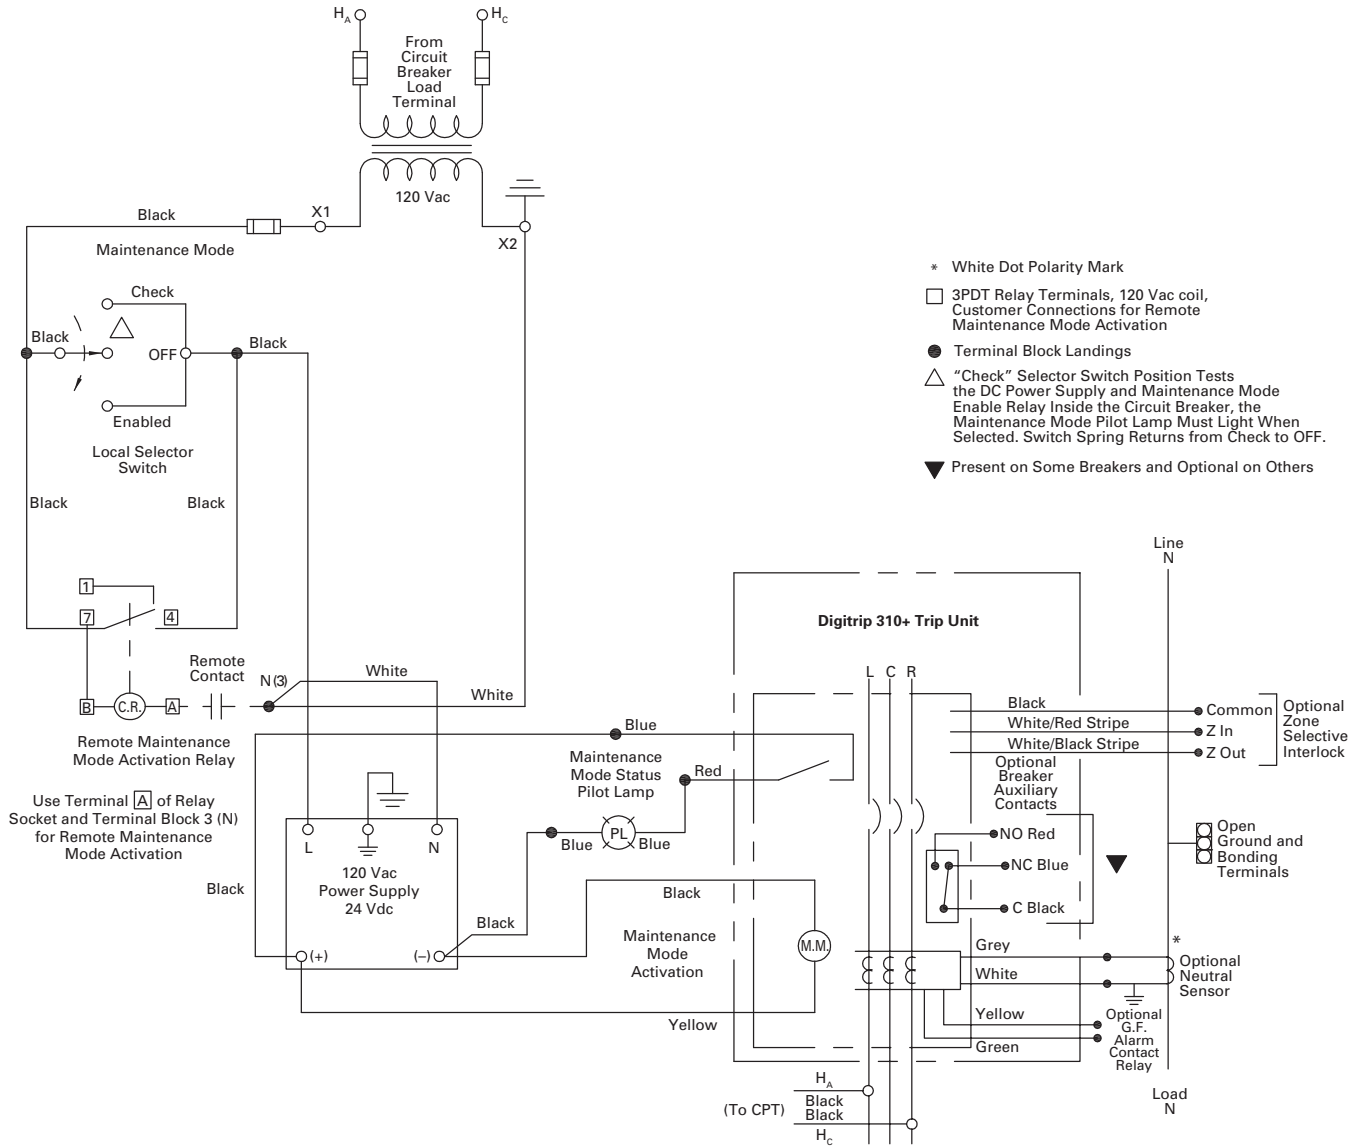 H_A
H_C
From
Circuit
Breaker
Load
Terminal
120 Vac
X1
X2
Black
Maintenance Mode
Check
Black
OFF
Black
Enabled
Local Selector
Switch
Black
Black
* White Dot Polarity Mark
3PDT Relay Terminals, 120 Vac coil,
Customer Connections for Remote
Maintenance Mode Activation
Terminal Block Landings
“Check” Selector Switch Position Tests
the DC Power Supply and Maintenance Mode
Enable Relay Inside the Circuit Breaker, the
Maintenance Mode Pilot Lamp Must Light When
Selected. Switch Spring Returns from Check to OFF.
Present on Some Breakers and Optional on Others
1
7
4
Remote
Contact
N (3)
White
White
B
C.R.
A
Remote Maintenance
Mode Activation Relay
Use Terminal A of Relay
Socket and Terminal Block 3 (N)
for Remote Maintenance
Mode Activation
L
N
120 Vac
Power Supply
24 Vdc
Black
(+)
(–)
Black
Blue
Maintenance
Mode Status
Pilot Lamp
Red
Blue
PL
Blue
Black
Maintenance
Mode
Activation
M.M.
Yellow
Digitrip 310+ Trip Unit
L C R
Line
N
Black
White/Red Stripe
White/Black Stripe
Common
Z In
Z Out
Optional
Zone
Selective
Interlock
Optional
Breaker
Auxiliary
Contacts
NO Red
NC Blue
C Black
Open
Ground and
Bonding
Terminals
Grey
White
*
Optional
Neutral
Sensor
Yellow
Green
Optional
G.F.
Alarm
Contact
Relay
Load
N
H_A
Black
(To CPT)
Black
H_C